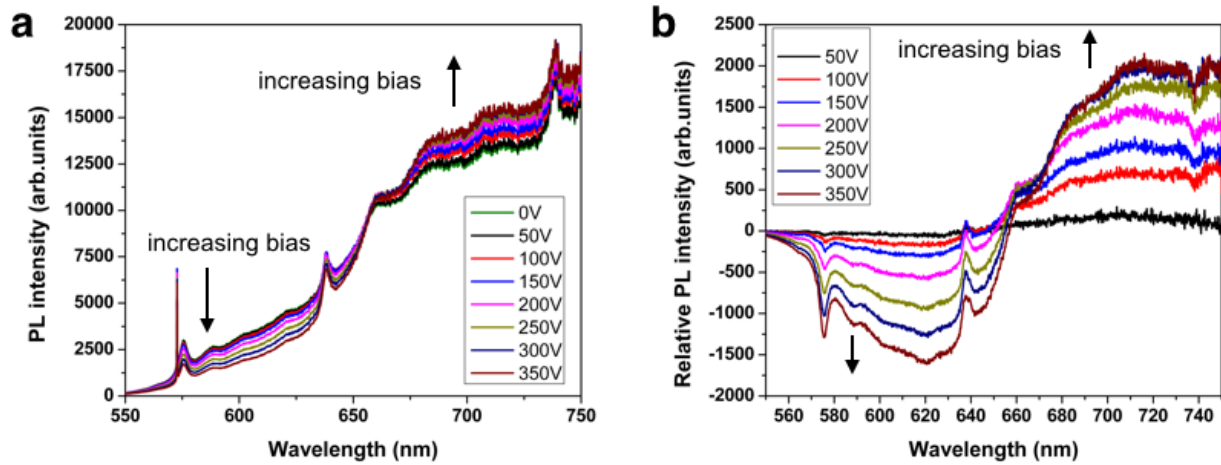 a
20000
17500
15000
12500
10000
7500
5000
2500
0
PL intensity (arb.units)
increasing bias
increasing bias
0V
50V
100V
150V
200V
250V
300V
350V
550
600
650
700
750
Wavelength (nm)
b
2500
2000
1500
1000
500
0
-500
-1000
-1500
-2000
Relative PL intensity (arb.units)
50V
100V
150V
200V
250V
300V
350V
increasing bias
560
580
600
620
640
660
680
700
720
740
Wavelength (nm)